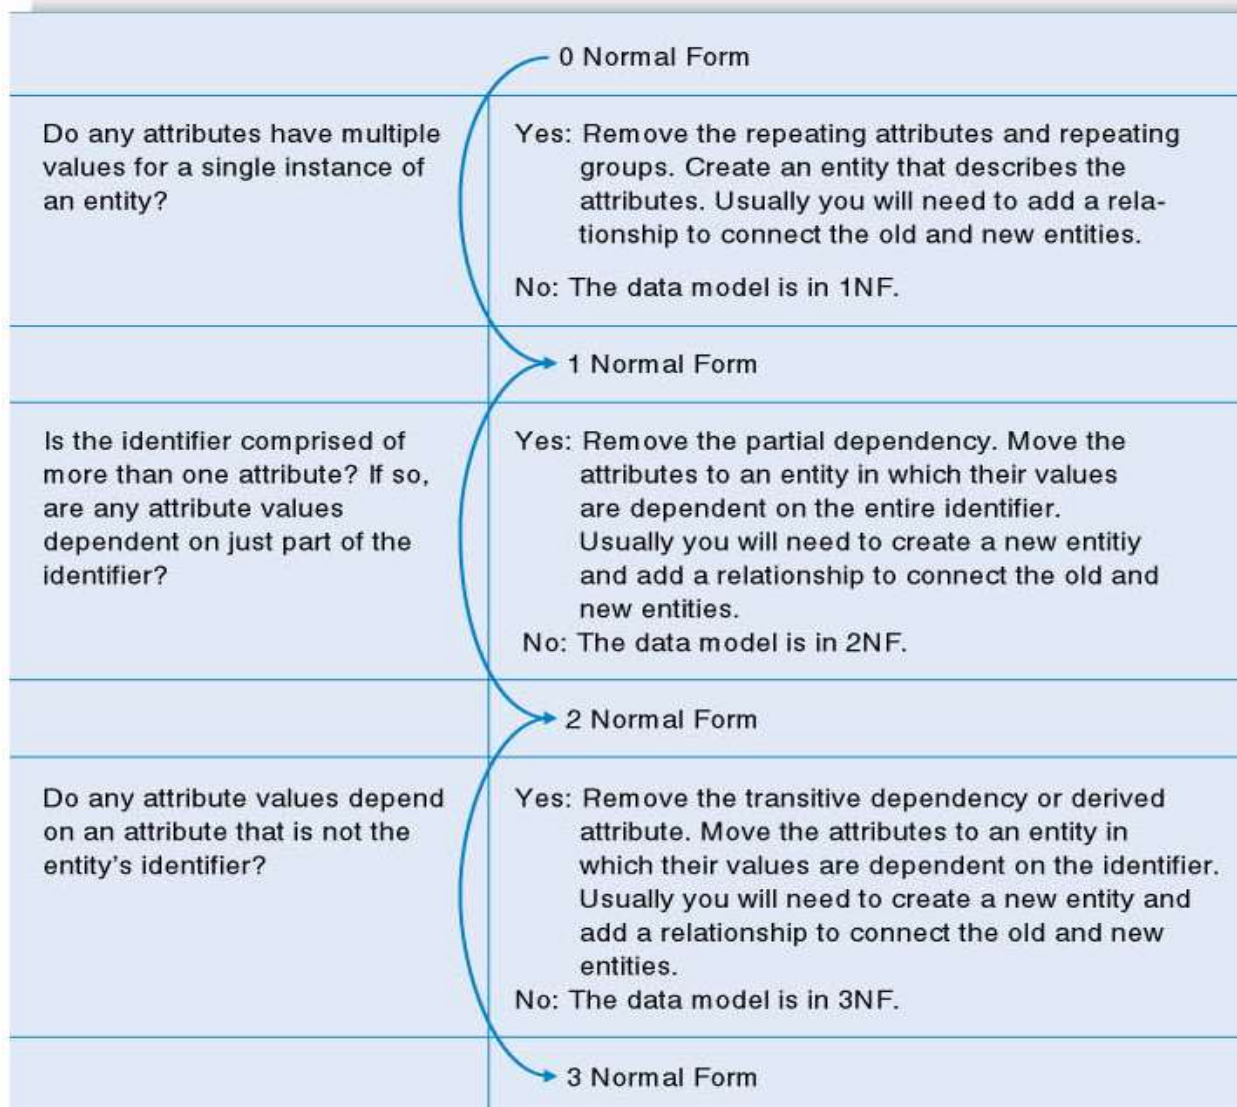 0 Normal Form
Do any attributes have multiple
values for a single instance of
an entity?
Yes: Remove the repeating attributes and repeating
groups. Create an entity that describes the
attributes. Usually you will need to add a rela-
tionship to connect the old and new entities.
No: The data model is in 1NF.
1 Normal Form
Is the identifier comprised of
more than one attribute? If so,
are any attribute values
dependent on just part of the
identifier?
Yes: Remove the partial dependency. Move the
attributes to an entity in which their values
are dependent on the entire identifier.
Usually you will need to create a new entitiy
and add a relationship to connect the old and
new entities.
No: The data model is in 2NF.
2 Normal Form
Do any attribute values depend
on an attribute that is not the
entity's identifier?
Yes: Remove the transitive dependency or derived
attribute. Move the attributes to an entity in
which their values are dependent on the identifier.
Usually you will need to create a new entity and
add a relationship to connect the old and new
entities.
No: The data model is in 3NF.
3 Normal Form